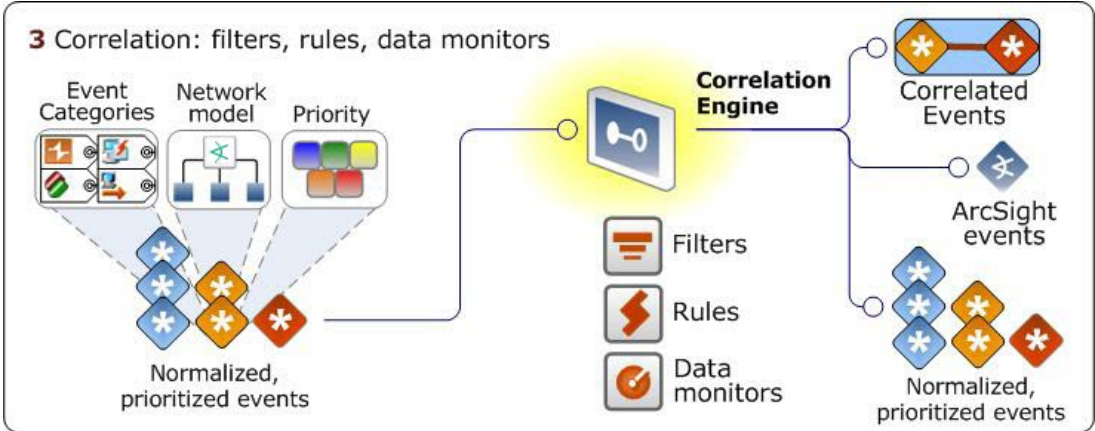 3 Correlation: filters, rules, data monitors
Event
Categories
Network
model
Priority
Normalized,
prioritized events
Correlation
Engine
Filters
Rules
Data
monitors
Correlated
Events
ArcSight
events
Normalized,
prioritized events